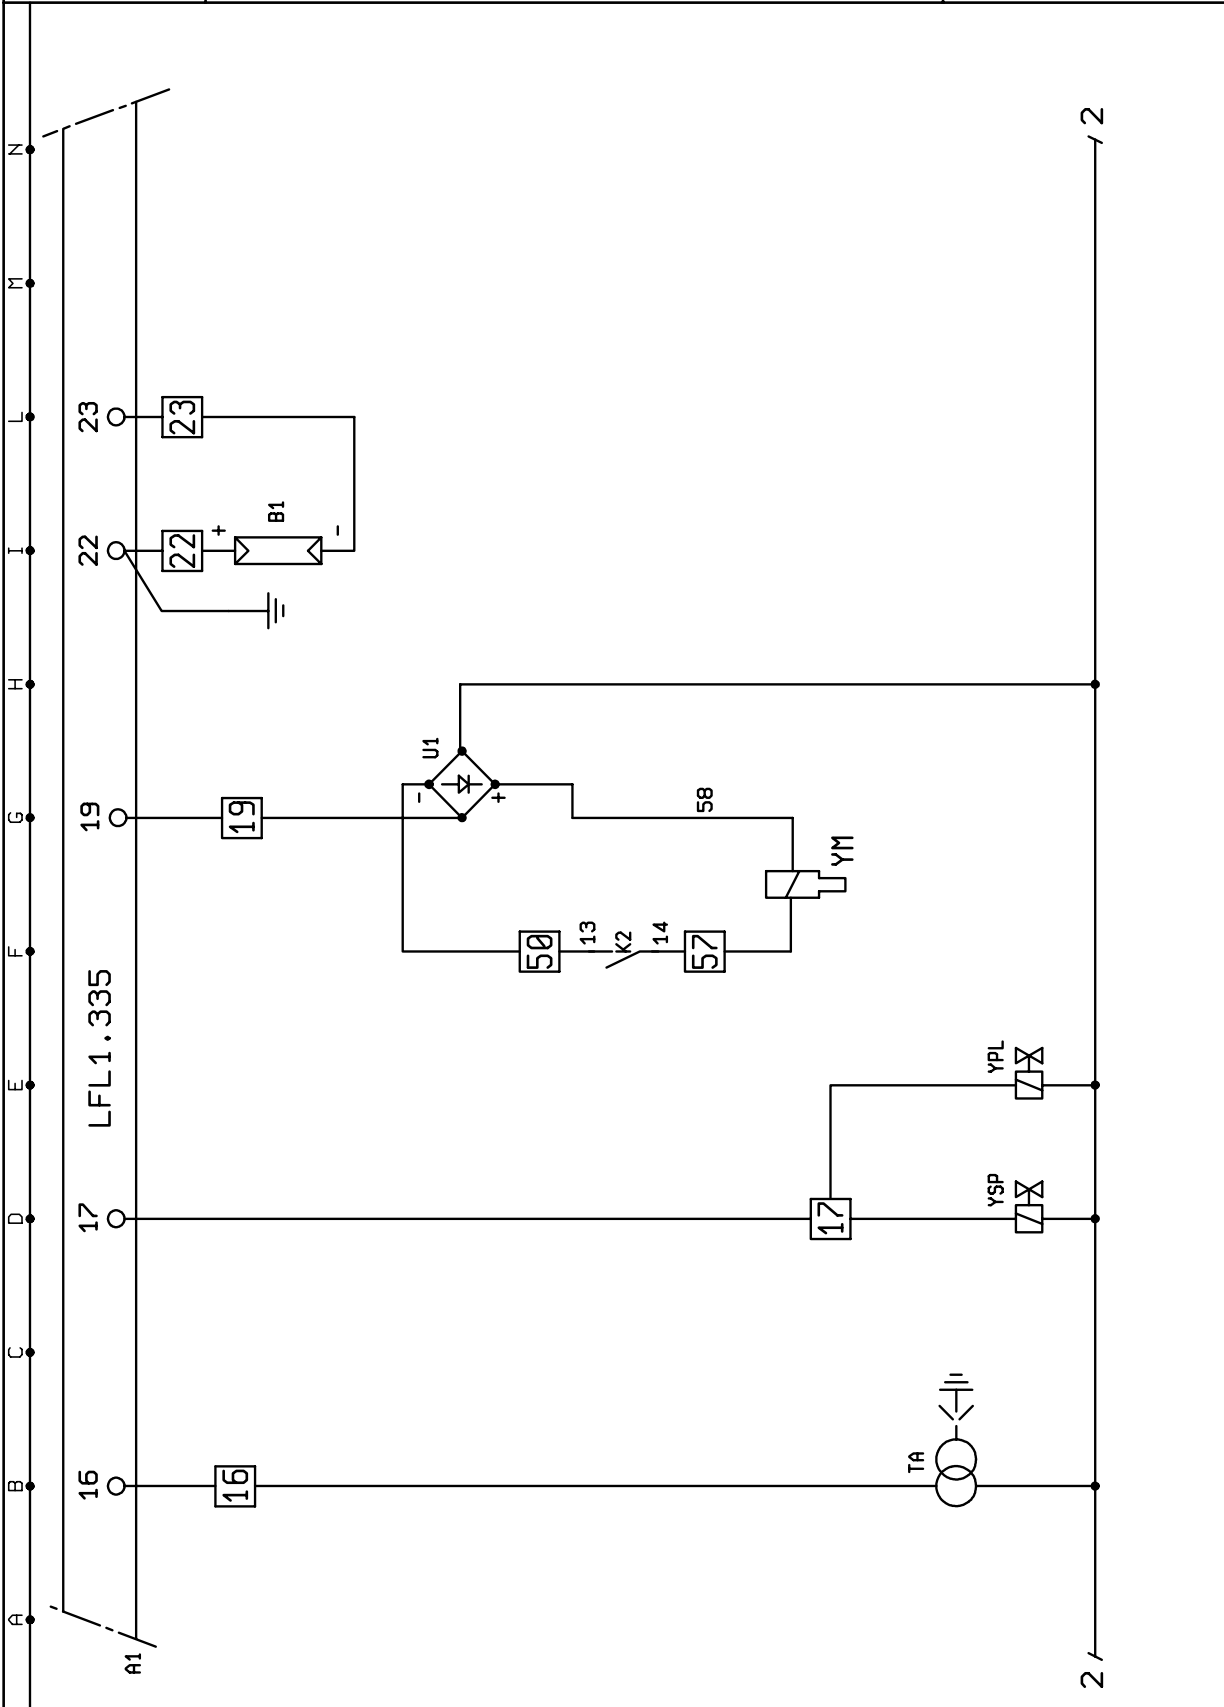 A B C D E F G H I L M N
A1
LFL1.335
16 17 19 22 23
16 19 22 23
+
B1
-
U1
-
+
50
13
K2
14
57
58
YM
17
YPL
YSP
TA
2 2